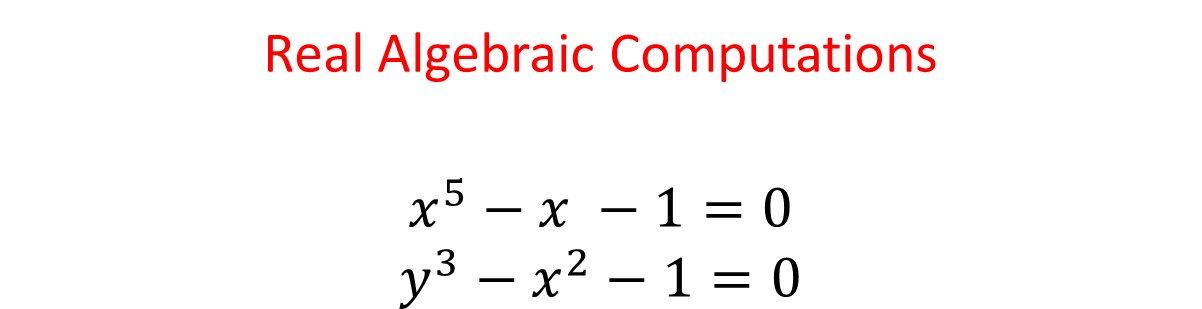 Real Algebraic Computations
x⁵ − x − 1 = 0
y³ − x² − 1 = 0